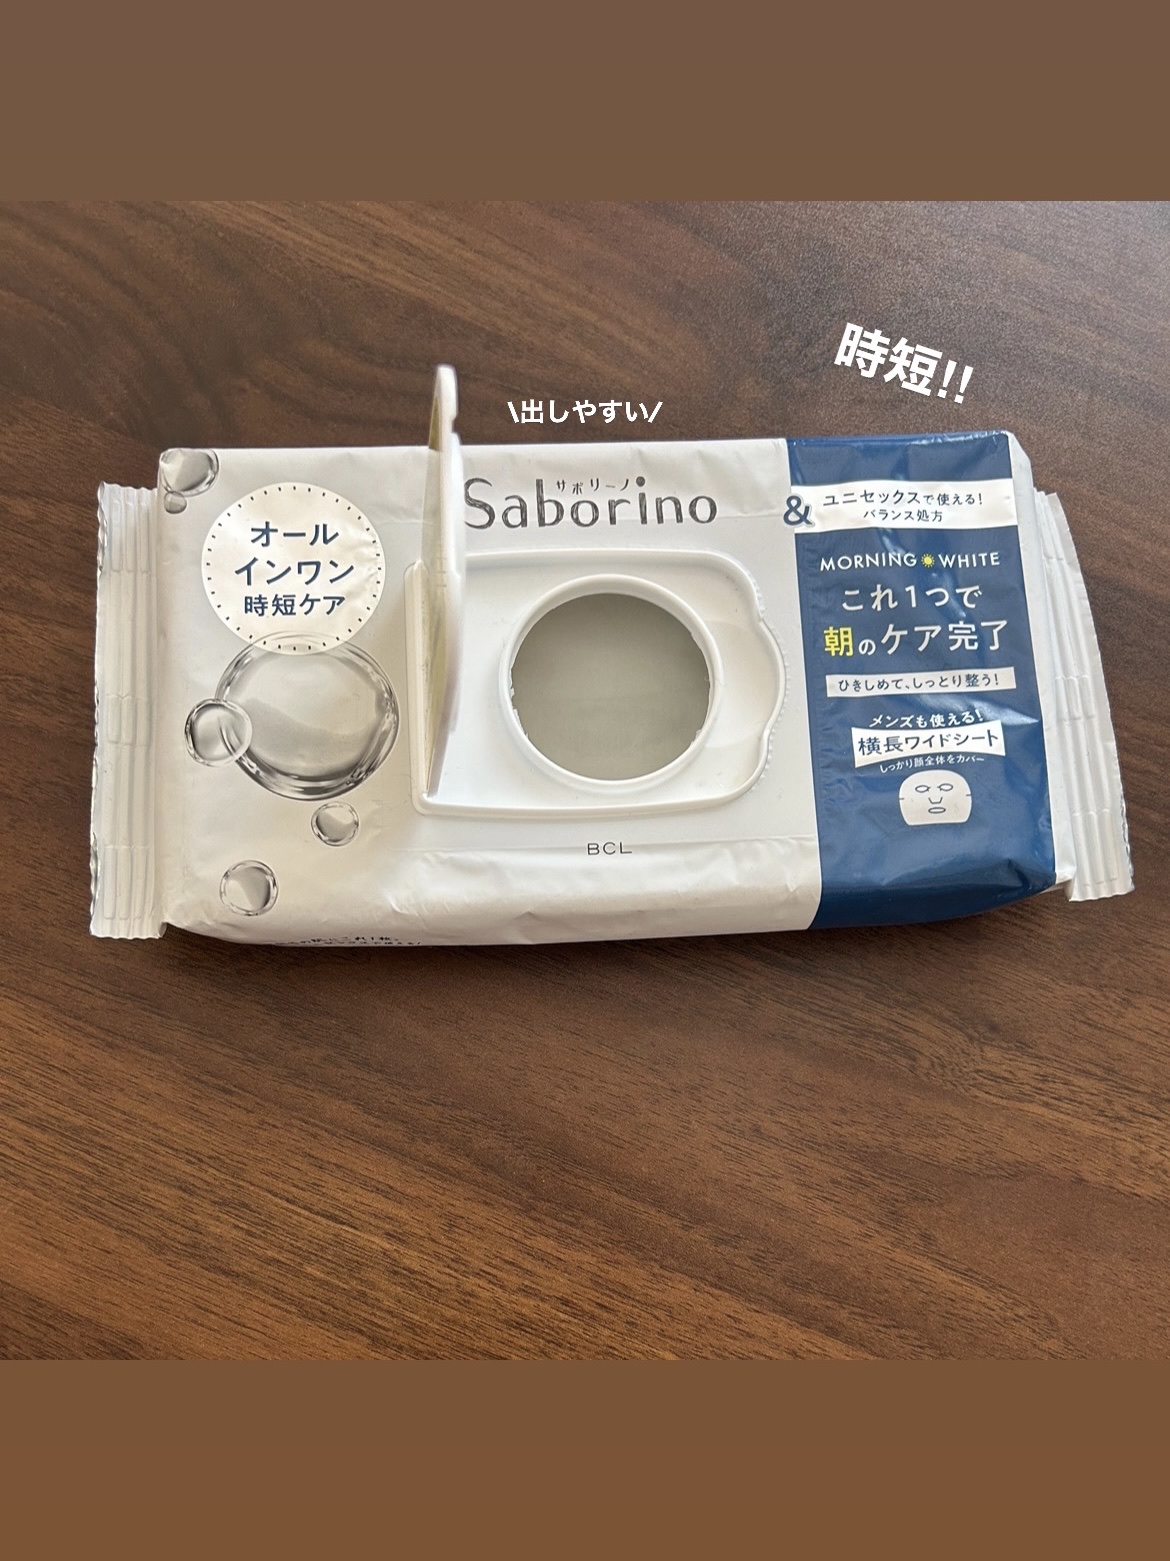 時短!!
\出しやすい/
サボリーノ
Saborino
オール
インワン
時短ケア
&
ユニセックスで使える!
バランス処方
MORNING WHITE
これ1つで
朝のケア完了
ひきしめて、しっとり整う!
メンズも使える!
横長ワイドシート
しっかり顔全体をカバー
BCL